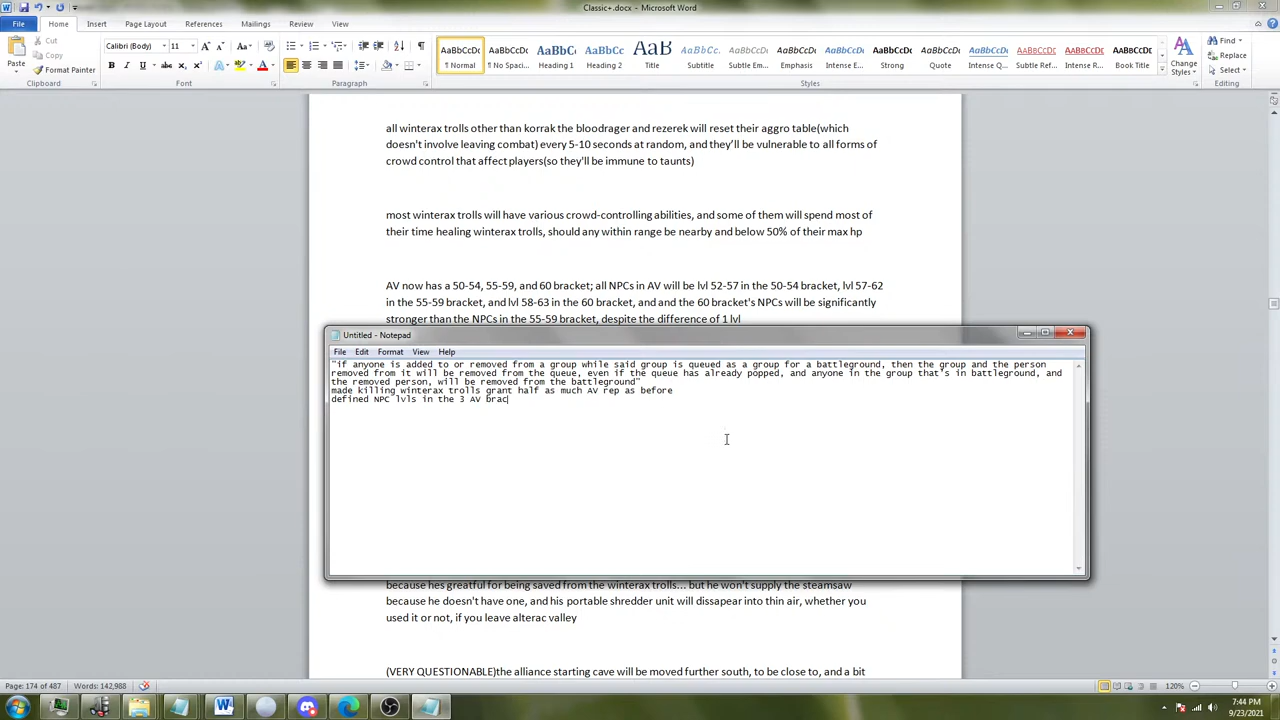 Classic+.docx - Microsoft Word
File Home Insert Page Layout References Mailings Review View
Cut
Copy
Format Painter
Paste
Calibri (Body) 11
AaBbCcDc AaBbCcDc AaBbC AaBbCc AaB AaBbCc. AaBbCcDc AaBbCcDc AaBbCcDc AaBbCcDc AaBbCcDc AaBbCcDc AaBbCcDc AaBbCcDc
¶ Normal ¶ No Spaci... Heading 1 Heading 2 Title Subtitle Subtle Em... Emphasis Intense E... Strong Quote Intense Q... Subtle Ref... Intense R... Book Title
Change Styles
Find
Replace
Select
Clipboard Font Paragraph Styles Editing
all winterax trolls other than korrak the bloodrager and rezerek will reset their aggro table(which
doesn't involve leaving combat) every 5-10 seconds at random, and they'll be vulnerable to all forms of
crowd control that affect players(so they'll be immune to taunts)
most winterax trolls will have various crowd-controlling abilities, and some of them will spend most of
their time healing winterax trolls, should any within range be nearby and below 50% of their max hp
AV now has a 50-54, 55-59, and 60 bracket; all NPCs in AV will be lvl 52-57 in the 50-54 bracket, lvl 57-62
in the 55-59 bracket, and lvl 58-63 in the 60 bracket, and and the 60 bracket's NPCs will be significantly
stronger than the NPCs in the 55-59 bracket, despite the difference of 1 lvl
Untitled - Notepad
File Edit Format View Help
"if anyone is added to or removed from a group while said group is queued as a group for a battleground, then the group and the person
removed from it will be removed from the queue, even if the queue has already popped, and anyone in the group that's in battleground, and
the removed person, will be removed from the battleground"
made killing winterax trolls grant half as much AV rep as before
defined NPC lvls in the 3 AV brac
because hes greatful for being saved from the winterax trolls... but he won't supply the steamsaw
because he doesn't have one, and his portable shredder unit will dissapear into thin air, whether you
used it or not, if you leave alterac valley
(VERY QUESTIONABLE)the alliance starting cave will be moved further south, to be close to, and a bit
Page: 174 of 487 Words: 142,988 120%
7:44 PM
9/23/2021